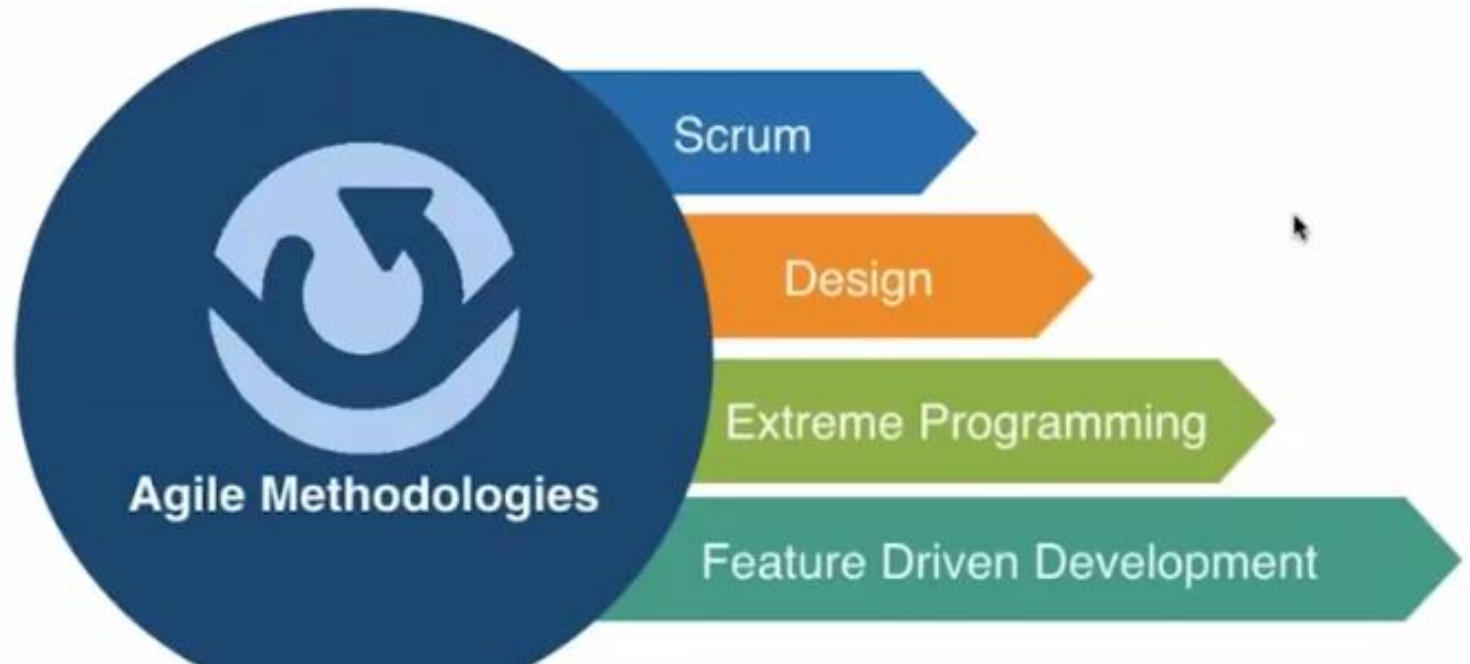 Scrum
Design
Extreme Programming
Agile Methodologies
Feature Driven Development